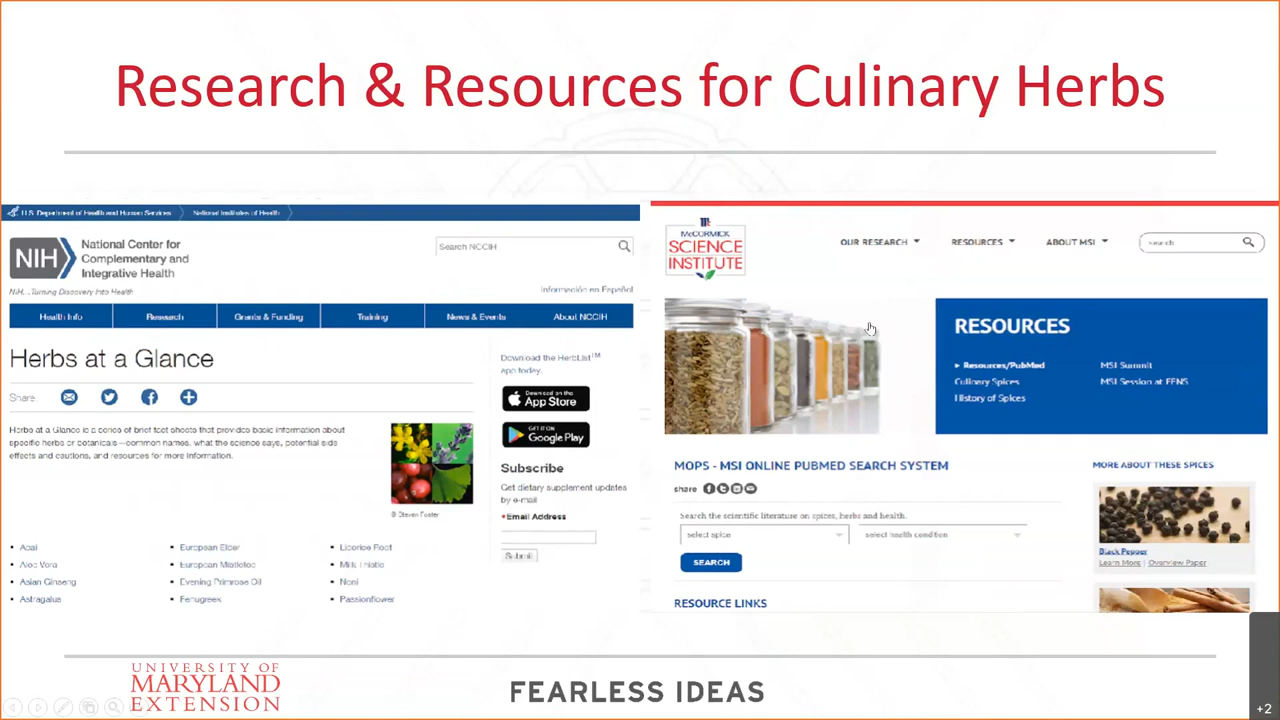 Research & Resources for Culinary Herbs
U.S. Department of Health and Human Services
National Institutes of Health
NIH
National Center for
Complementary and
Integrative Health
NIH... Turning Discovery Into Health
Search NCCIH
Información en Español
Health Info
Research
Grants & Funding
Training
News & Events
About NCCIH
Herbs at a Glance
Share
Herbs at a Glance is a series of brief fact sheets that provides basic information about
specific herbs or botanicals—common names, what the science says, potential side
effects and cautions, and resources for more information.
© Steven Foster
Download the HerbList™
app today.
Download on the
App Store
GET IT ON
Google Play
Subscribe
Get dietary supplement updates
by e-mail
*Email Address
Submit
Acai
Aloe Vera
Asian Ginseng
Astragalus
European Elder
European Mistletoe
Evening Primrose Oil
Fenugreek
Licorice Root
Milk Thistle
Noni
Passionflower
McCORMICK
SCIENCE
INSTITUTE
OUR RESEARCH
RESOURCES
ABOUT MSI
search
RESOURCES
Resources/PubMed
Culinary Spices
History of Spices
MSI Summit
MSI Session at FENS
MOPS - MSI ONLINE PUBMED SEARCH SYSTEM
share
Search the scientific literature on spices, herbs and health.
select spice
select health condition
SEARCH
RESOURCE LINKS
MORE ABOUT THESE SPICES
Black Pepper
Learn More | Overview Paper
UNIVERSITY OF
MARYLAND
EXTENSION
FEARLESS IDEAS
+2